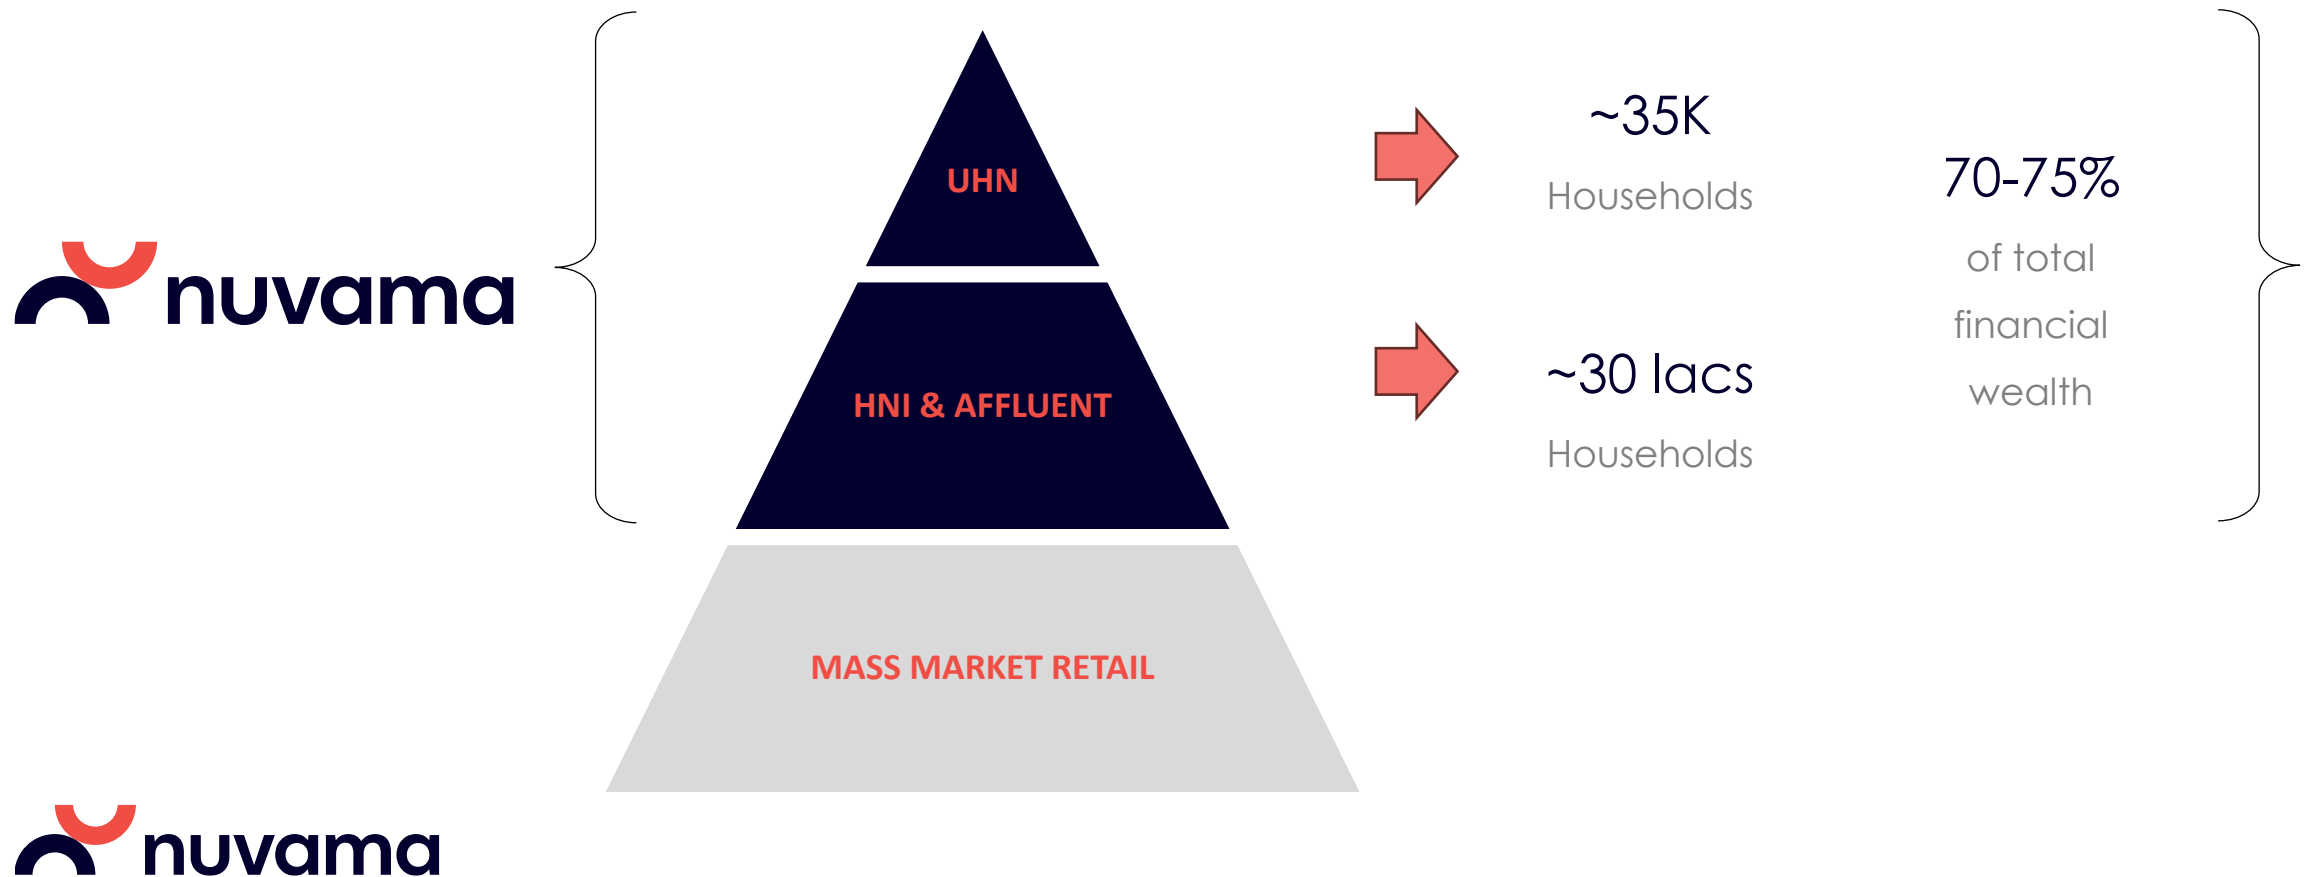 nuvama
UHN
HNI & AFFLUENT
MASS MARKET RETAIL
~35K
Households
~30 lacs
Households
70-75%
of total
financial
wealth
nuvama